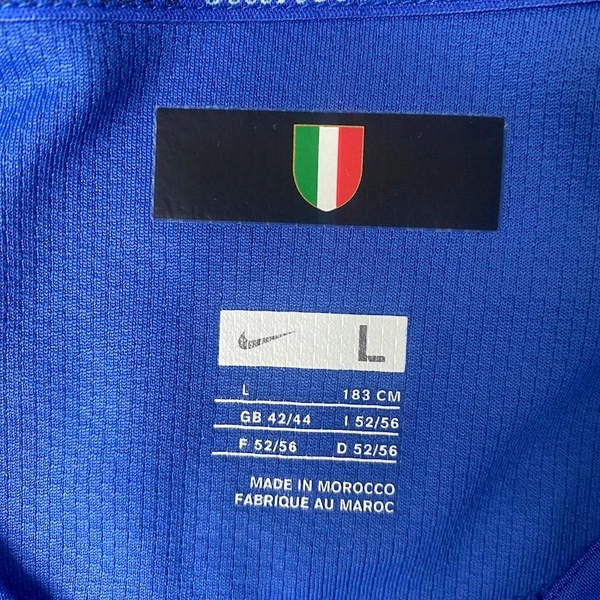 L
L 183 CM
GB 42/44 I 52/56
F 52/56 D 52/56
MADE IN MOROCCO
FABRIQUE AU MAROC